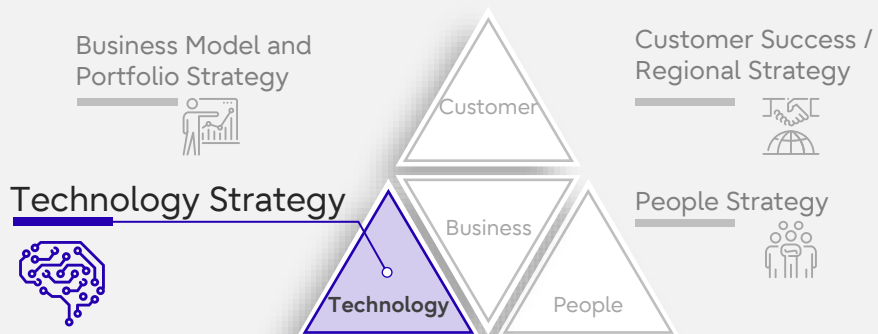 Business Model and
Portfolio Strategy
Customer Success /
Regional Strategy
Customer
Technology Strategy
People Strategy
Business
Technology
People